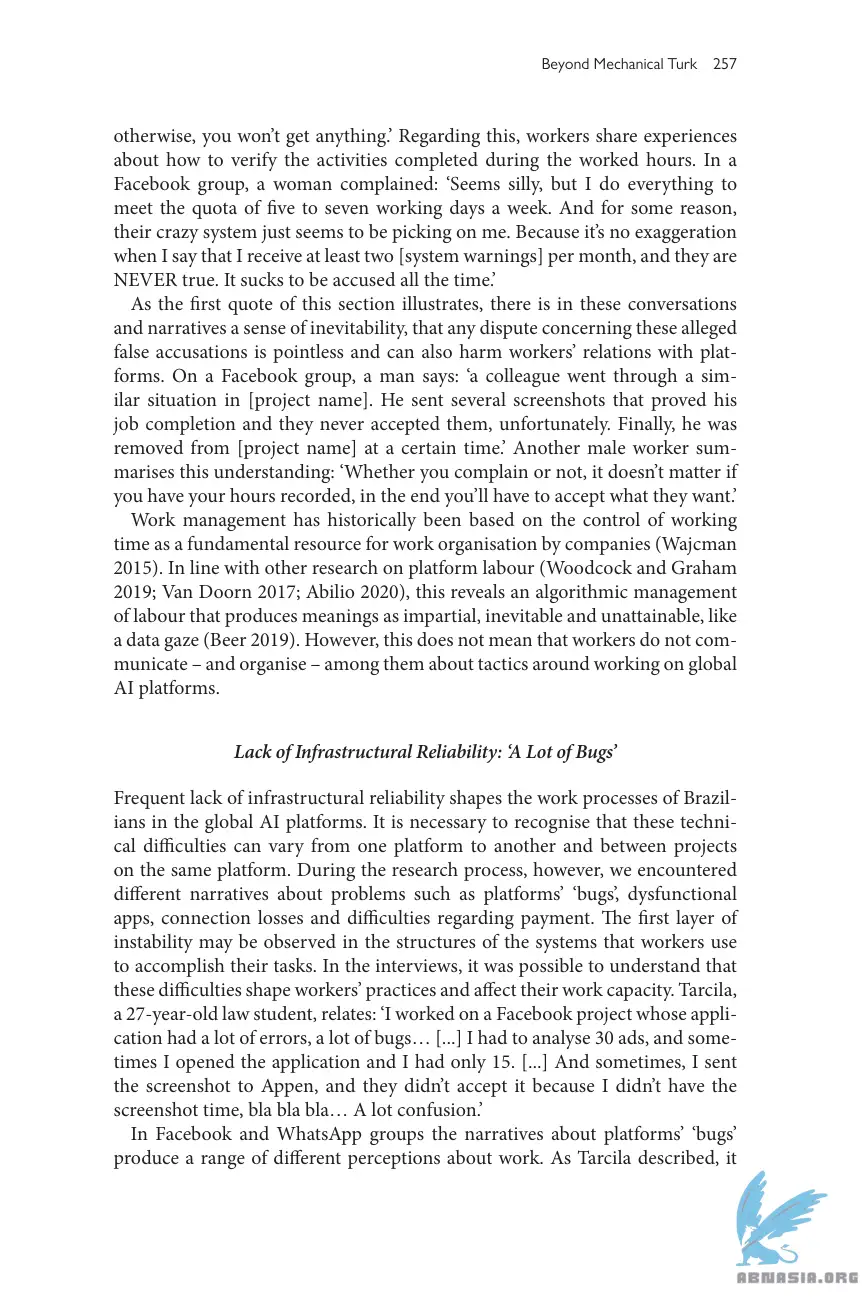 Beyond Mechanical Turk 257
otherwise, you won’t get anything.’ Regarding this, workers share experiences
about how to verify the activities completed during the worked hours. In a
Facebook group, a woman complained: ‘Seems silly, but I do everything to
meet the quota of five to seven working days a week. And for some reason,
their crazy system just seems to be picking on me. Because it’s no exaggeration
when I say that I receive at least two [system warnings] per month, and they are
NEVER true. It sucks to be accused all the time.’
As the first quote of this section illustrates, there is in these conversations
and narratives a sense of inevitability, that any dispute concerning these alleged
false accusations is pointless and can also harm workers’ relations with plat-
forms. On a Facebook group, a man says: ‘a colleague went through a sim-
ilar situation in [project name]. He sent several screenshots that proved his
job completion and they never accepted them, unfortunately. Finally, he was
removed from [project name] at a certain time.’ Another male worker sum-
marises this understanding: ‘Whether you complain or not, it doesn’t matter if
you have your hours recorded, in the end you’ll have to accept what they want.’
Work management has historically been based on the control of working
time as a fundamental resource for work organisation by companies (Wajcman
2015). In line with other research on platform labour (Woodcock and Graham
2019; Van Doorn 2017; Abilio 2020), this reveals an algorithmic management
of labour that produces meanings as impartial, inevitable and unattainable, like
a data gaze (Beer 2019). However, this does not mean that workers do not com-
municate – and organise – among them about tactics around working on global
AI platforms.
Lack of Infrastructural Reliability: ‘A Lot of Bugs’
Frequent lack of infrastructural reliability shapes the work processes of Brazil-
ians in the global AI platforms. It is necessary to recognise that these techni-
cal difficulties can vary from one platform to another and between projects
on the same platform. During the research process, however, we encountered
different narratives about problems such as platforms’ ‘bugs’, dysfunctional
apps, connection losses and difficulties regarding payment. The first layer of
instability may be observed in the structures of the systems that workers use
to accomplish their tasks. In the interviews, it was possible to understand that
these difficulties shape workers’ practices and affect their work capacity. Tarcila,
a 27-year-old law student, relates: ‘I worked on a Facebook project whose appli-
cation had a lot of errors, a lot of bugs… [...] I had to analyse 30 ads, and some-
times I opened the application and I had only 15. [...] And sometimes, I sent
the screenshot to Appen, and they didn’t accept it because I didn’t have the
screenshot time, bla bla bla… A lot confusion.’
In Facebook and WhatsApp groups the narratives about platforms’ ‘bugs’
produce a range of different perceptions about work. As Tarcila described, it
ABNASIA.ORG